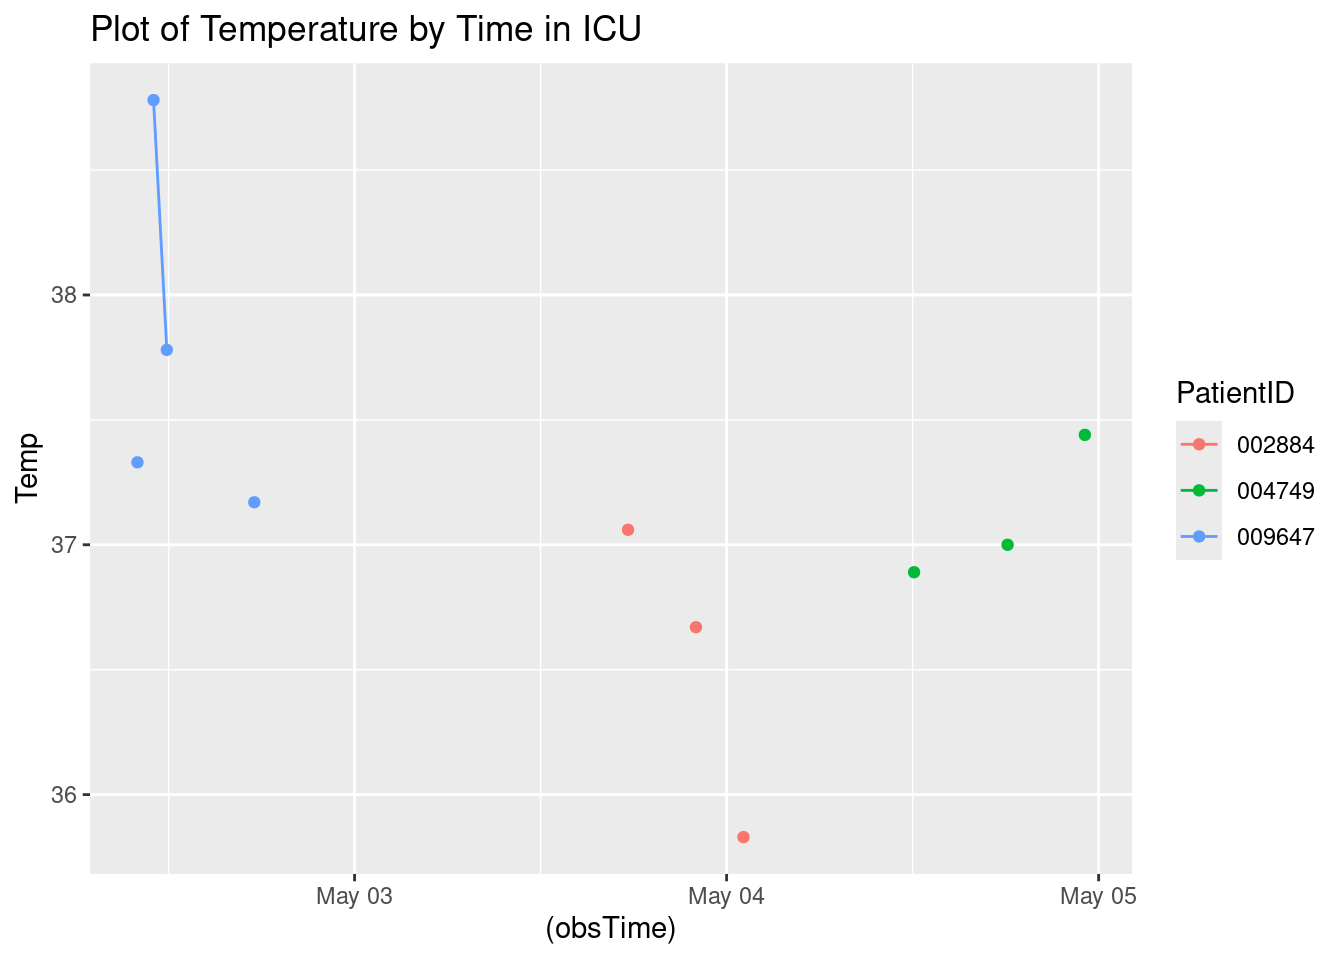 Plot of Temperature by Time in ICU
Temp
38
37
36
May 03
May 04
May 05
(obsTime)
PatientID
002884
004749
009647